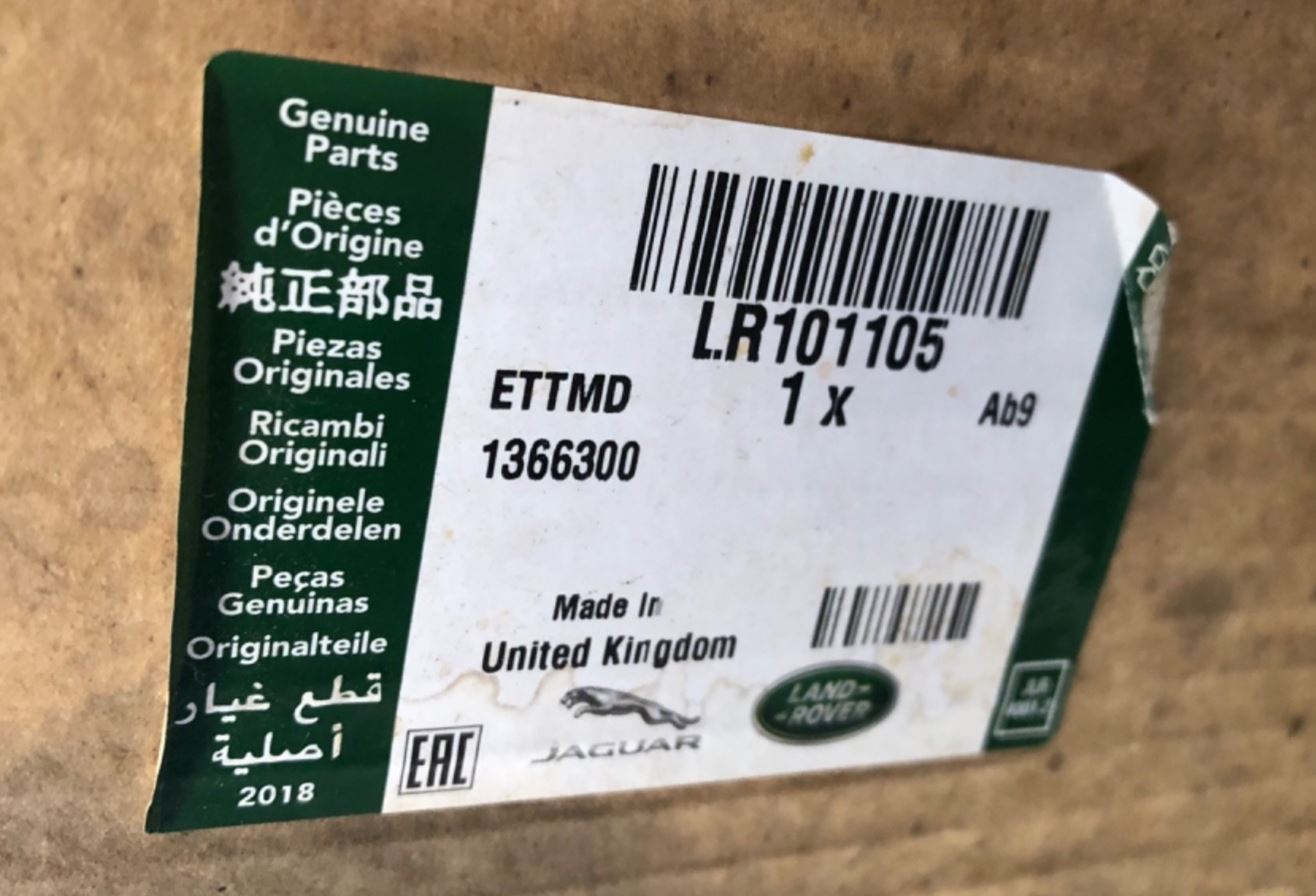 Genuine
Parts
Pièces
d'Origine
純正部品
Piezas
Originales
Ricambi
Originali
Originele
Onderdelen
Peças
Genuinas
Originalteile
قطع غيار
أصلية
2018
LR101105
ETTMD
1 x
Ab9
1366300
Made In
United Kingdom
EAC
JAGUAR
LAND-
-ROVER